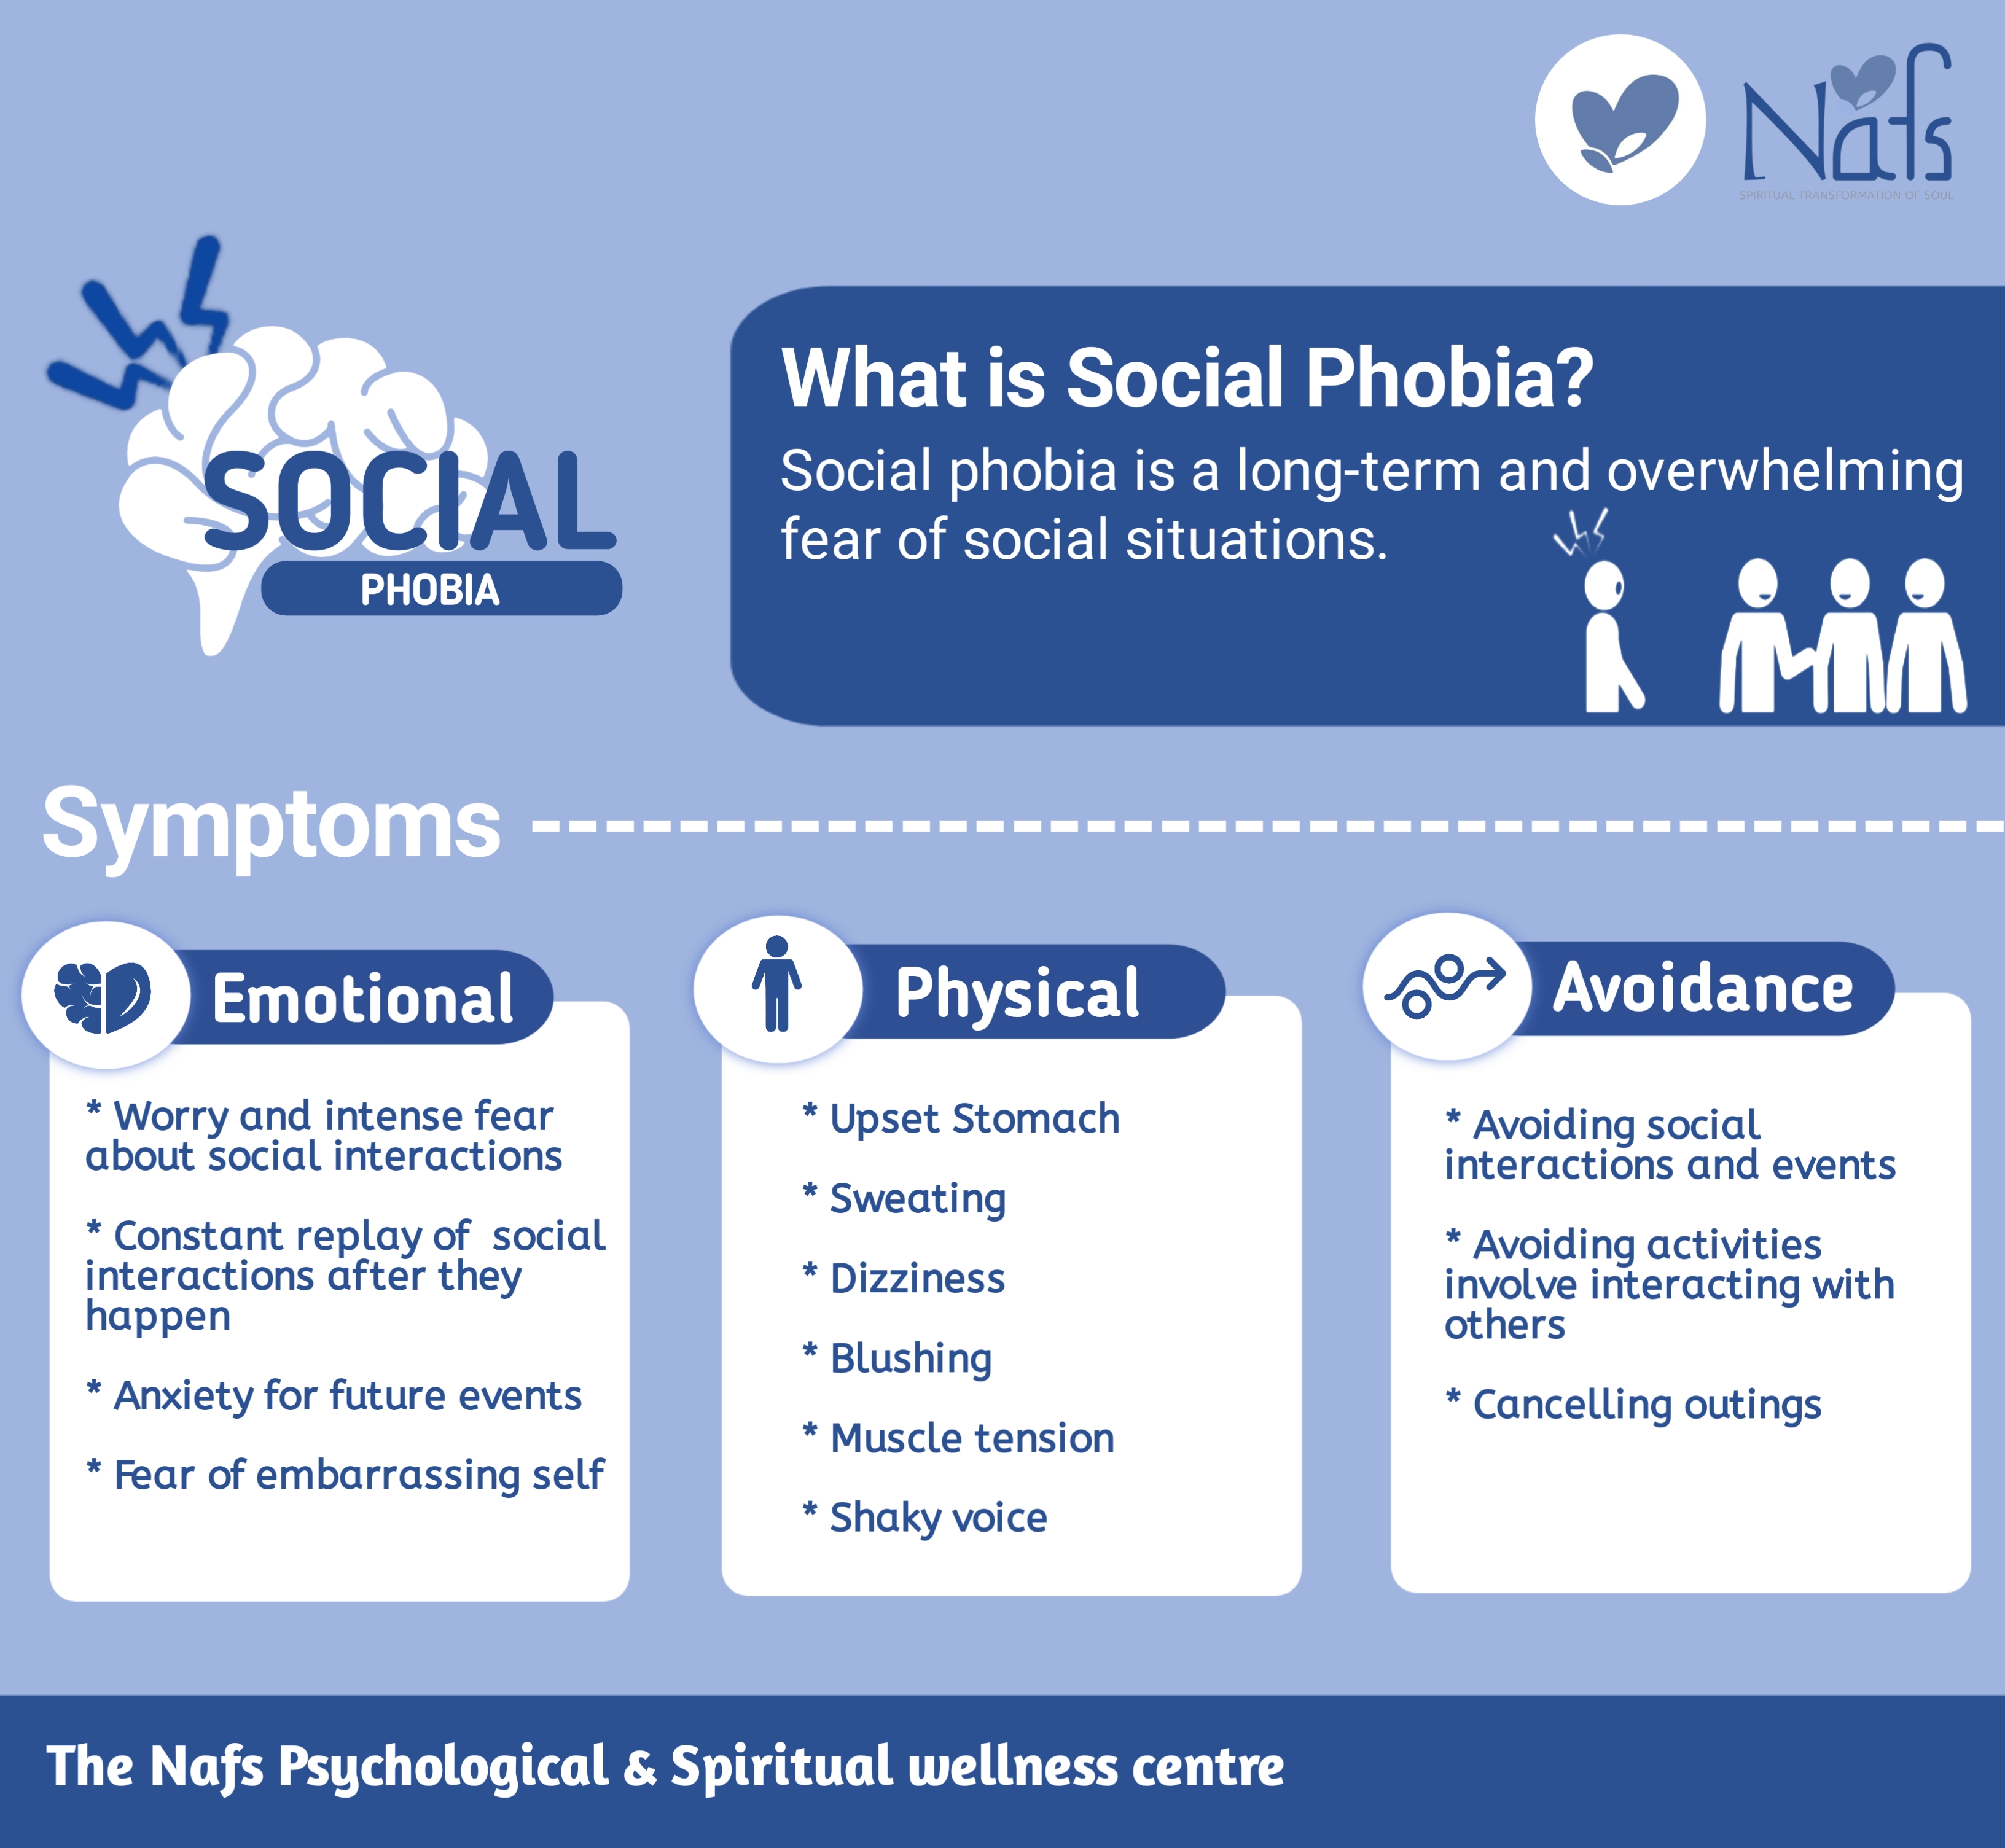 Nafs
SPIRITUAL TRANSFORMATION OF SOUL
SOCIAL
PHOBIA
What is Social Phobia?
Social phobia is a long-term and overwhelming
fear of social situations.
Symptoms
Emotional
* Worry and intense fear
about social interactions
* Constant replay of  social
interactions after they
happen
* Anxiety for future events
* Fear of embarrassing self
Physical
* Upset Stomach
* Sweating
* Dizziness
* Blushing
* Muscle tension
* Shaky voice
Avoidance
* Avoiding social
interactions and events
* Avoiding activities
involve interacting with
others
* Cancelling outings
The Nafs Psychological & Spiritual wellness centre